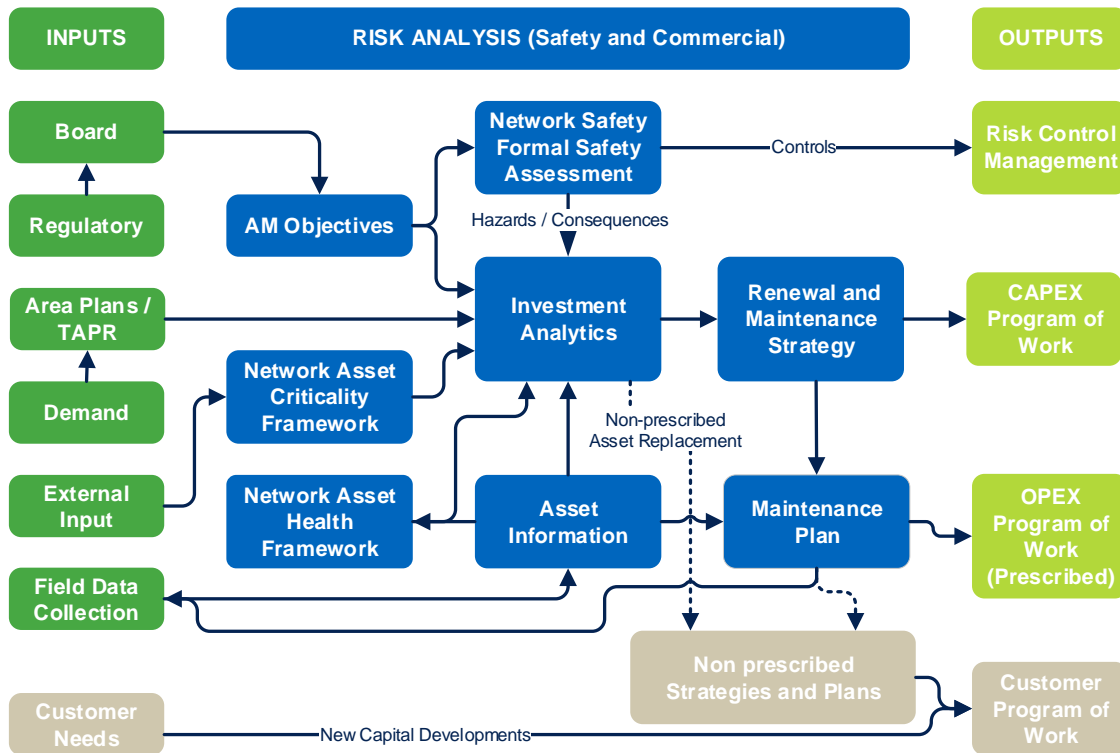 INPUTS
RISK ANALYSIS (Safety and Commercial)
OUTPUTS
Board
Network Safety
Formal Safety
Assessment
Controls
Risk Control
Management
Regulatory
AM Objectives
Hazards / Consequences
Area Plans /
TAPR
Investment
Analytics
Renewal and
Maintenance
Strategy
CAPEX
Program of
Work
Demand
Network Asset
Criticality
Framework
Non-prescribed
Asset Replacement
External
Input
Network Asset
Health
Framework
Asset
Information
Maintenance
Plan
OPEX
Program of
Work
(Prescribed)
Field Data
Collection
Non prescribed
Strategies and Plans
Customer
Needs
New Capital Developments
Customer
Program of
Work